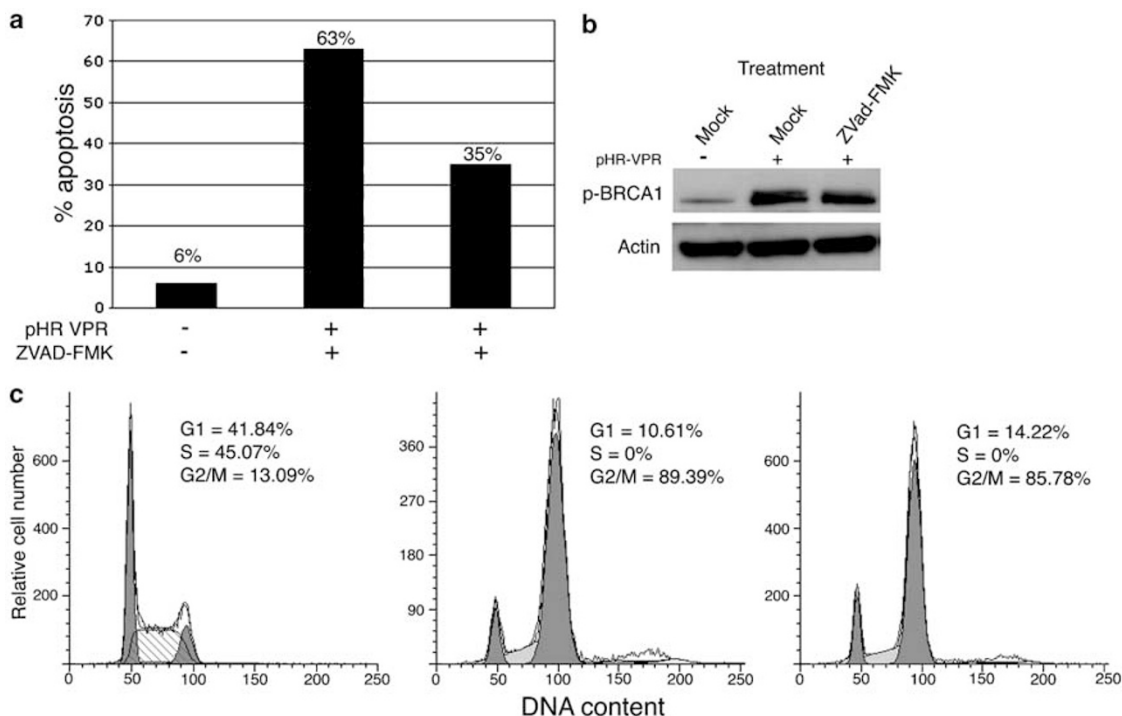 a
70
60
50
40
30
20
10
0
% apoptosis
6%
63%
35%
pHR VPR - + +
ZVAD-FMK - + +
b
Treatment
Mock Mock ZVad-FMK
pHR-VPR - + +
p-BRCA1
Actin
c
Relative cell number
600
400
200
G1 = 41.84%
S = 45.07%
G2/M = 13.09%
0 50 100 150 200 250
360
270
180
90
G1 = 10.61%
S = 0%
G2/M = 89.39%
0 50 100 150 200 250
600
400
200
G1 = 14.22%
S = 0%
G2/M = 85.78%
0 50 100 150 200 250
DNA content